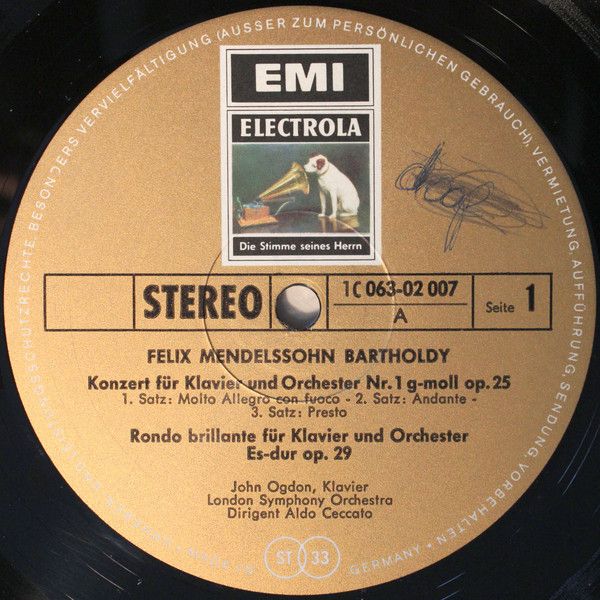 EMI
ELECTROLA
Die Stimme seines Herrn
STEREO
1C 063-02 007
A
Seite 1
FELIX MENDELSSOHN BARTHOLDY
Konzert für Klavier und Orchester Nr.1 g-moll op.25
1. Satz: Molto Allegro con fuoco - 2. Satz: Andante -
3. Satz: Presto
Rondo brillante für Klavier und Orchester
Es-dur op. 29
John Ogdon, Klavier
London Symphony Orchestra
Dirigent Aldo Ceccato
ST 33
BESONDERS VERVIELFÄLTIGUNG (AUSSER ZUM PERSÖNLICHEN GEBRAUCH), VERMIETUNG, AUFFÜHRUNG, SENDUNG, VORBEHALTEN •
GERMANY •